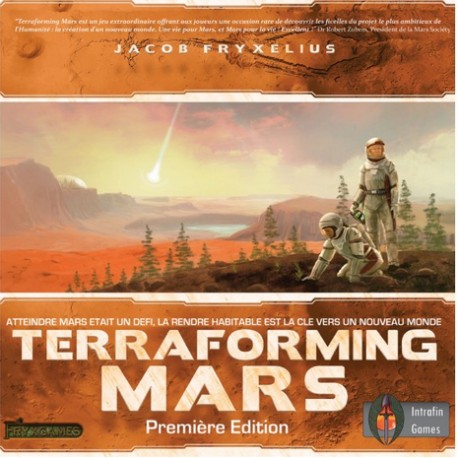 "Terraforming Mars est un jeu extraordinaire offrant aux joueurs une occasion rare de découvrir les ficelles du projet le plus ambitieux de
l'Humanité : la création d'un nouveau monde. Une vie pour Mars, et Mars pour la vie ! Excellent !" Dr Robert Zubrin, Président de la Mars Society
JACOB FRYXELIUS
ATTEINDRE MARS ETAIT UN DEFI, LA RENDRE HABITABLE EST LA CLE VERS UN NOUVEAU MONDE
TERRAFORMING
MARS
Première Edition
FRYXGAMES
Intrafin
Games